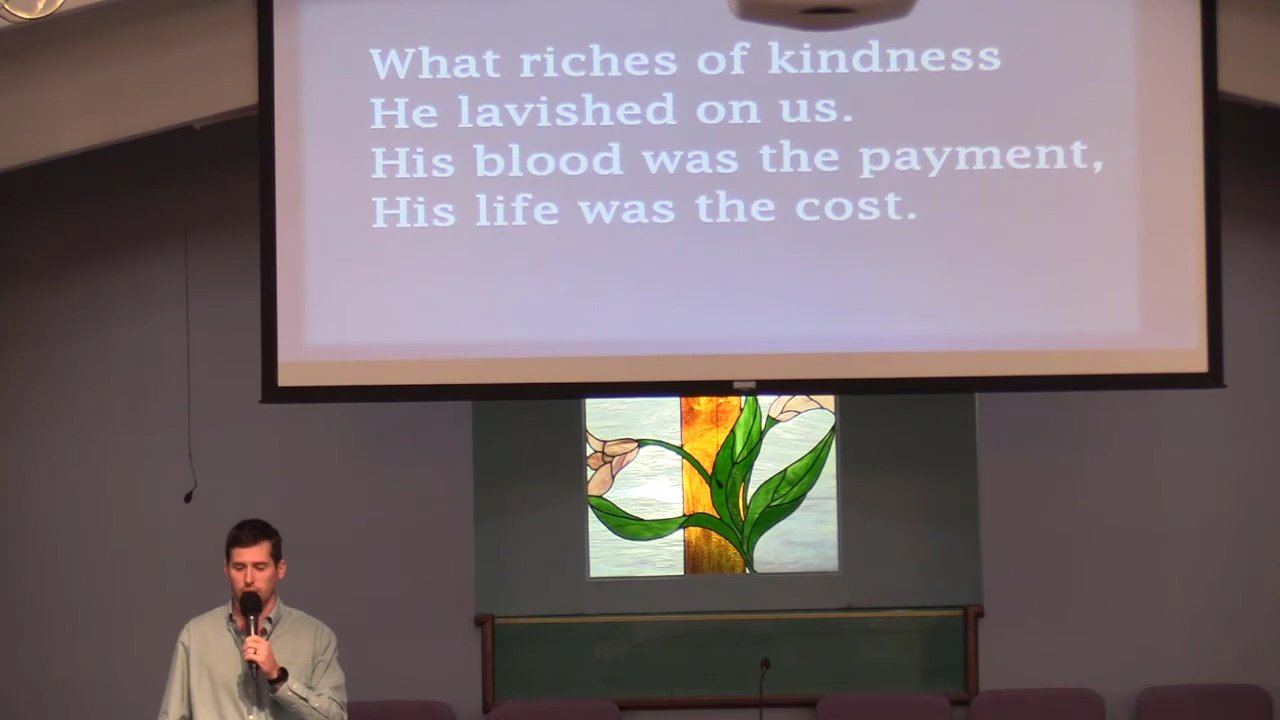 What riches of kindness
He lavished on us.
His blood was the payment,
His life was the cost.